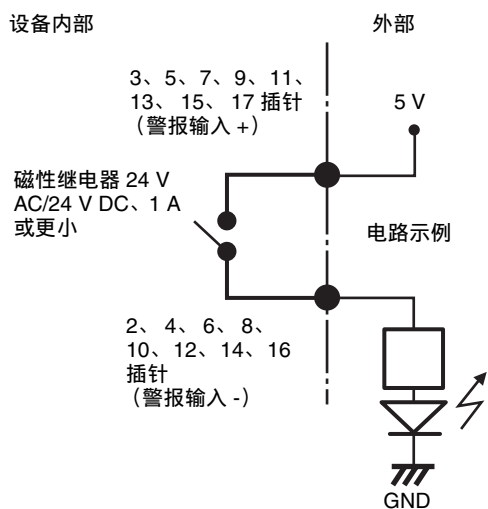 设备内部
外部
3、5、7、9、11、
13、 15、 17 插针
（警报输入 +）
5 V
磁性继电器 24 V
AC/24 V DC、1 A
或更小
电路示例
2、 4、 6、 8、
10、 12、 14、 16
插针
（警报输入 -）
GND